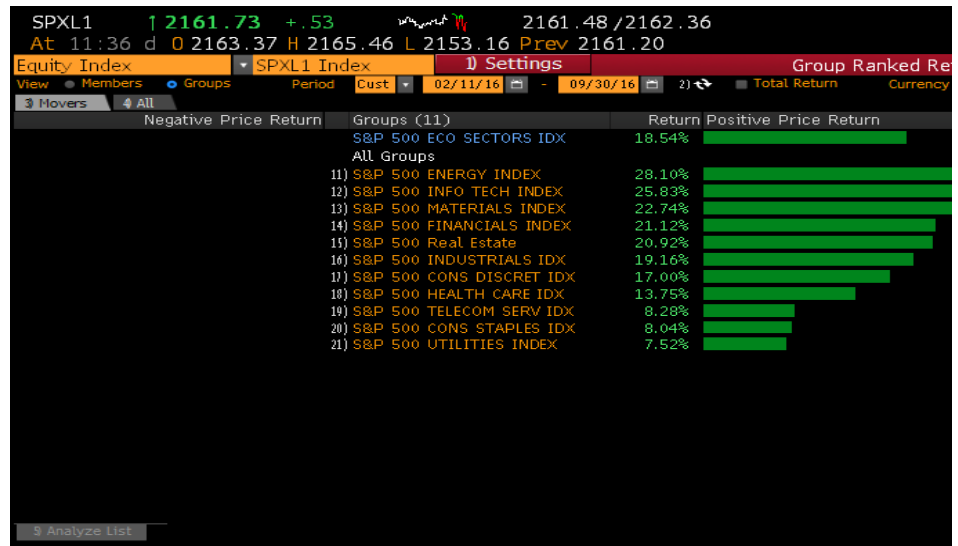 SPXL1 ↑ 2161.73 +.53 2161.48/2162.36
At 11:36 d O 2163.37 H 2165.46 L 2153.16 Prev 2161.20
Equity Index SPXL1 Index 1) Settings Group Ranked Re
View Members Groups Period Cust 02/11/16 - 09/30/16 2) Total Return Currency
3) Movers 4) All
Negative Price Return Groups (11) Return Positive Price Return
S&P 500 ECO SECTORS IDX 18.54%
All Groups
11) S&P 500 ENERGY INDEX 28.10%
12) S&P 500 INFO TECH INDEX 25.83%
13) S&P 500 MATERIALS INDEX 22.74%
14) S&P 500 FINANCIALS INDEX 21.12%
15) S&P 500 Real Estate 20.92%
16) S&P 500 INDUSTRIALS IDX 19.16%
17) S&P 500 CONS DISCRET IDX 17.00%
18) S&P 500 HEALTH CARE IDX 13.75%
19) S&P 500 TELECOM SERV IDX 8.28%
20) S&P 500 CONS STAPLES IDX 8.04%
21) S&P 500 UTILITIES INDEX 7.52%
9) Analyze List